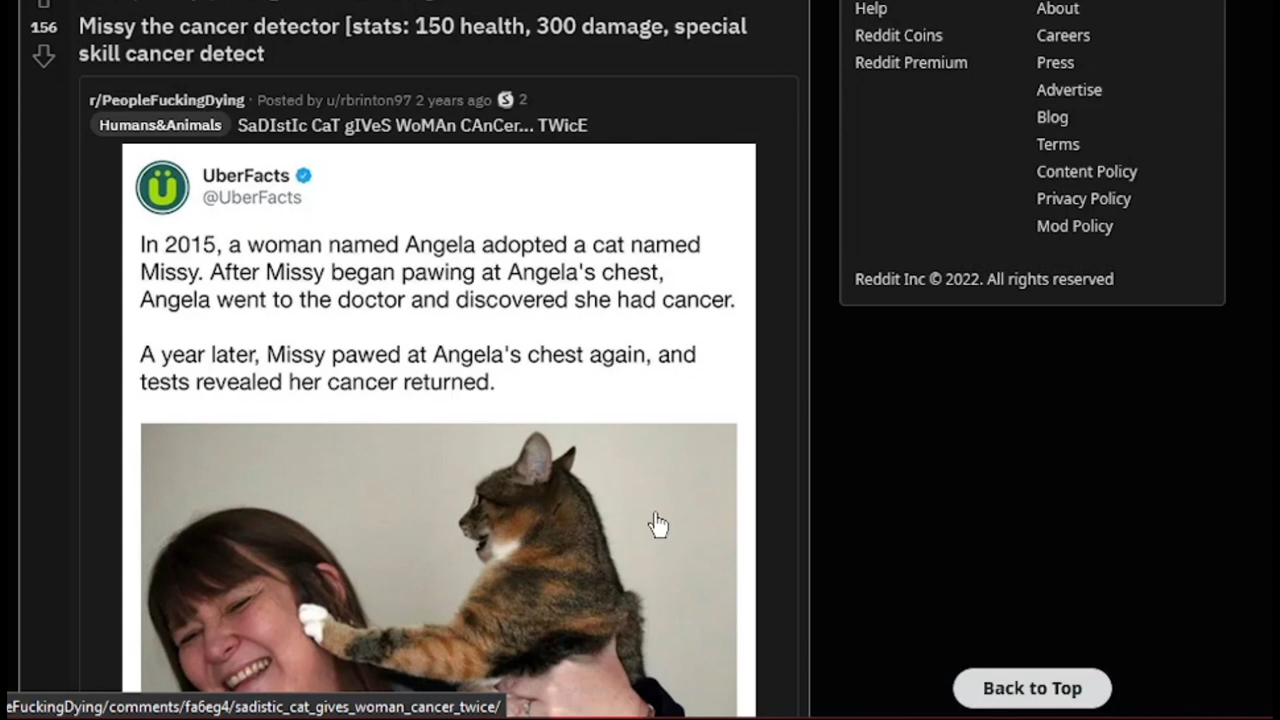 156
Missy the cancer detector [stats: 150 health, 300 damage, special
skill cancer detect
r/PeopleFuckingDying · Posted by u/rbrinton97 2 years ago S 2
Humans&Animals SaDIstIc CaT gIVeS WoMAn CAnCer... TWicE
UberFacts
@UberFacts
In 2015, a woman named Angela adopted a cat named
Missy. After Missy began pawing at Angela's chest,
Angela went to the doctor and discovered she had cancer.
A year later, Missy pawed at Angela's chest again, and
tests revealed her cancer returned.
eFuckingDying/comments/fa6eg4/sadistic_cat_gives_woman_cancer_twice/
Help
Reddit Coins
Reddit Premium
About
Careers
Press
Advertise
Blog
Terms
Content Policy
Privacy Policy
Mod Policy
Reddit Inc © 2022. All rights reserved
Back to Top